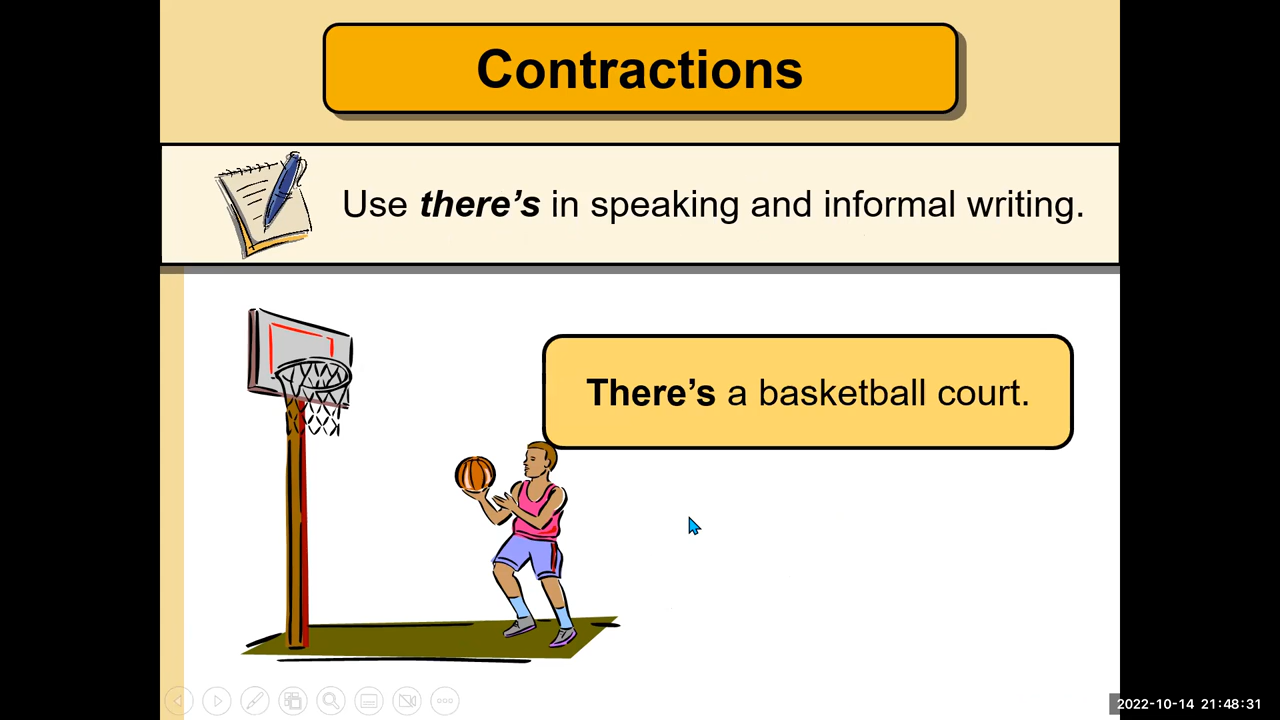 Contractions
Use there’s in speaking and informal writing.
There’s a basketball court.
2022-10-14 21:48:31